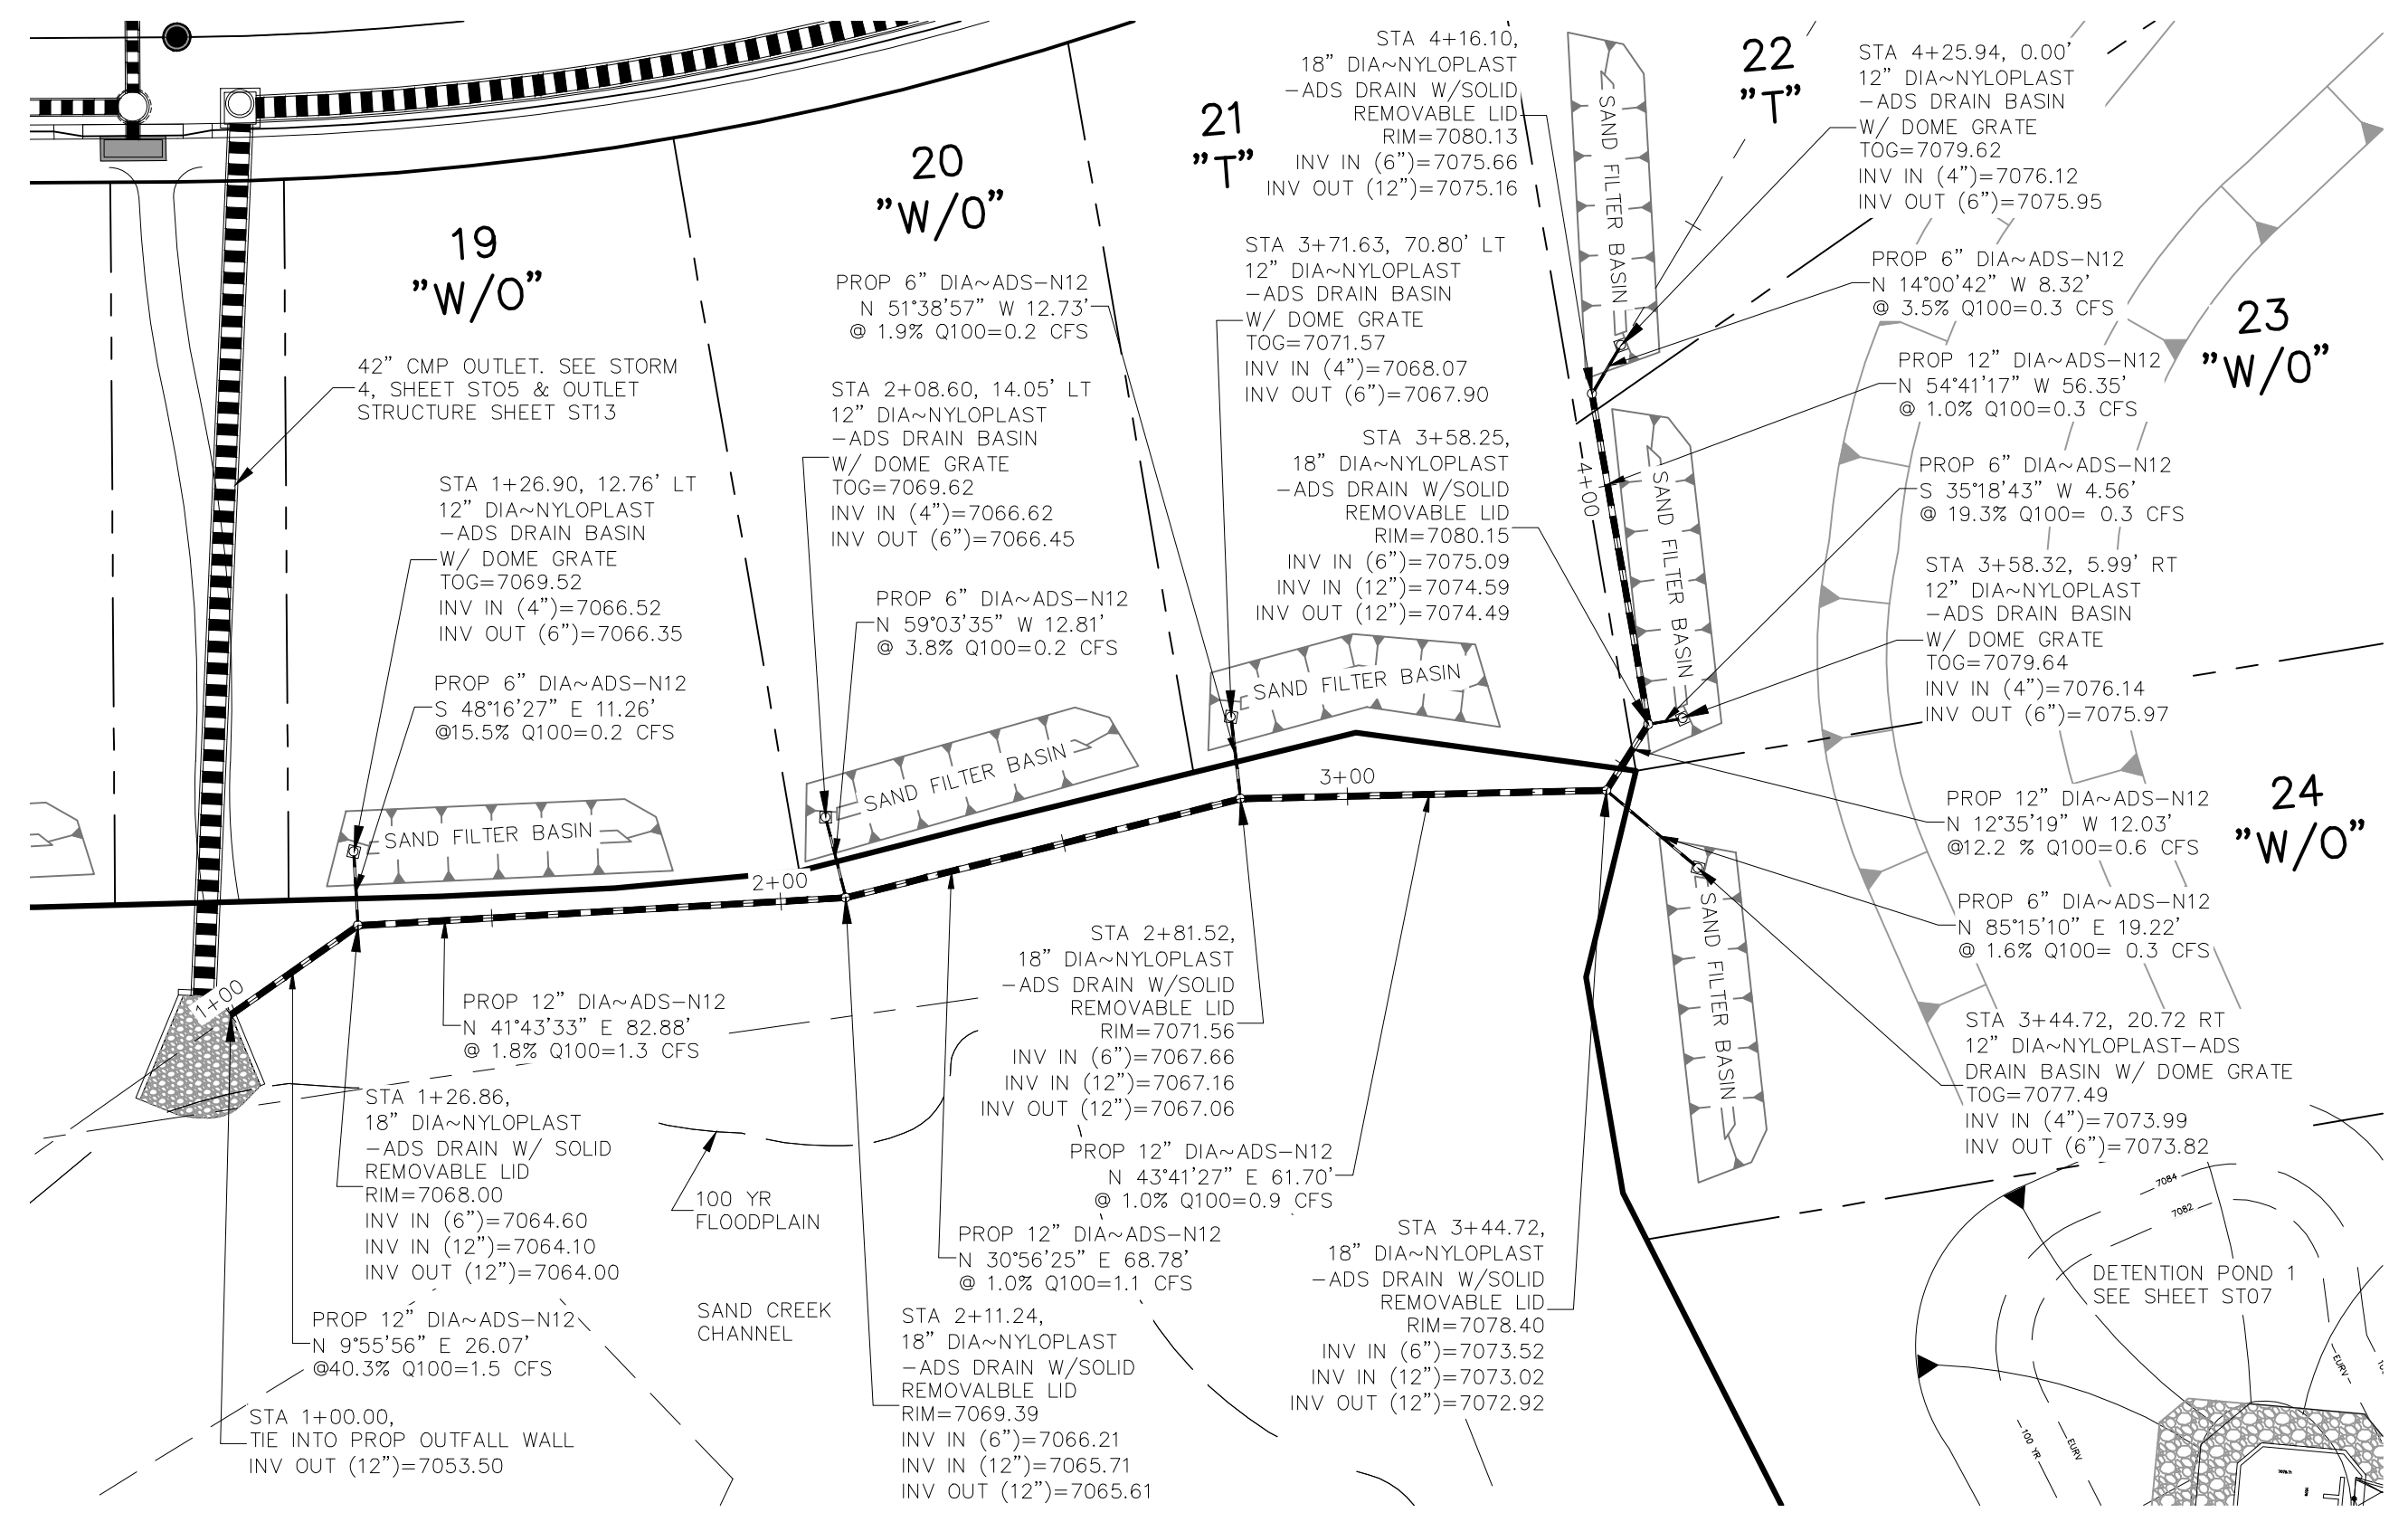 19
"W/O"
20
"W/O"
21
"T"
22
"T"
23
"W/O"
24
"W/O"
42" CMP OUTLET. SEE STORM
4, SHEET ST05 & OUTLET
STRUCTURE SHEET ST13
STA 1+26.90, 12.76' LT
12" DIA~NYLOPLAST
-ADS DRAIN BASIN
W/ DOME GRATE
TOG=7069.52
INV IN (4")=7066.52
INV OUT (6")=7066.35
PROP 6" DIA~ADS-N12
S 48°16'27" E 11.26'
@15.5% Q100=0.2 CFS
PROP 6" DIA~ADS-N12
N 51°38'57" W 12.73'
@ 1.9% Q100=0.2 CFS
STA 2+08.60, 14.05' LT
12" DIA~NYLOPLAST
-ADS DRAIN BASIN
W/ DOME GRATE
TOG=7069.62
INV IN (4")=7066.62
INV OUT (6")=7066.45
PROP 6" DIA~ADS-N12
N 59°03'35" W 12.81'
@ 3.8% Q100=0.2 CFS
STA 4+16.10,
18" DIA~NYLOPLAST
-ADS DRAIN W/SOLID
REMOVABLE LID
RIM=7080.13
INV IN (6")=7075.66
INV OUT (12")=7075.16
STA 3+71.63, 70.80' LT
12" DIA~NYLOPLAST
-ADS DRAIN BASIN
W/ DOME GRATE
TOG=7071.57
INV IN (4")=7068.07
INV OUT (6")=7067.90
STA 3+58.25,
18" DIA~NYLOPLAST
-ADS DRAIN W/SOLID
REMOVABLE LID
RIM=7080.15
INV IN (6")=7075.09
INV IN (12")=7074.59
INV OUT (12")=7074.49
STA 4+25.94, 0.00'
12" DIA~NYLOPLAST
-ADS DRAIN BASIN
W/ DOME GRATE
TOG=7079.62
INV IN (4")=7076.12
INV OUT (6")=7075.95
PROP 6" DIA~ADS-N12
N 14°00'42" W 8.32'
@ 3.5% Q100=0.3 CFS
PROP 12" DIA~ADS-N12
N 54°41'17" W 56.35'
@ 1.0% Q100=0.3 CFS
PROP 6" DIA~ADS-N12
S 35°18'43" W 4.56'
@ 19.3% Q100= 0.3 CFS
STA 3+58.32, 5.99' RT
12" DIA~NYLOPLAST
-ADS DRAIN BASIN
W/ DOME GRATE
TOG=7079.64
INV IN (4")=7076.14
INV OUT (6")=7075.97
PROP 12" DIA~ADS-N12
N 12°35'19" W 12.03'
@12.2 % Q100=0.6 CFS
PROP 6" DIA~ADS-N12
N 85°15'10" E 19.22'
@ 1.6% Q100= 0.3 CFS
STA 3+44.72, 20.72 RT
12" DIA~NYLOPLAST-ADS
DRAIN BASIN W/ DOME GRATE
TOG=7077.49
INV IN (4")=7073.99
INV OUT (6")=7073.82
SAND FILTER BASIN
SAND FILTER BASIN
SAND FILTER BASIN
SAND FILTER BASIN
SAND FILTER BASIN
SAND FILTER BASIN
1+00
2+00
3+00
4+00
PROP 12" DIA~ADS-N12
N 41°43'33" E 82.88'
@ 1.8% Q100=1.3 CFS
STA 1+26.86,
18" DIA~NYLOPLAST
-ADS DRAIN W/ SOLID
REMOVABLE LID
RIM=7068.00
INV IN (6")=7064.60
INV IN (12")=7064.10
INV OUT (12")=7064.00
PROP 12" DIA~ADS-N12
N 9°55'56" E 26.07'
@40.3% Q100=1.5 CFS
STA 1+00.00,
TIE INTO PROP OUTFALL WALL
INV OUT (12")=7053.50
100 YR
FLOODPLAIN
SAND CREEK
CHANNEL
STA 2+81.52,
18" DIA~NYLOPLAST
-ADS DRAIN W/SOLID
REMOVABLE LID
RIM=7071.56
INV IN (6")=7067.66
INV IN (12")=7067.16
INV OUT (12")=7067.06
PROP 12" DIA~ADS-N12
N 43°41'27" E 61.70'
@ 1.0% Q100=0.9 CFS
PROP 12" DIA~ADS-N12
N 30°56'25" E 68.78'
@ 1.0% Q100=1.1 CFS
STA 2+11.24,
18" DIA~NYLOPLAST
-ADS DRAIN W/SOLID
REMOVALBLE LID
RIM=7069.39
INV IN (6")=7066.21
INV IN (12")=7065.71
INV OUT (12")=7065.61
STA 3+44.72,
18" DIA~NYLOPLAST
-ADS DRAIN W/SOLID
REMOVABLE LID
RIM=7078.40
INV IN (6")=7073.52
INV IN (12")=7073.02
INV OUT (12")=7072.92
DETENTION POND 1
SEE SHEET ST07
7084
7082
EURV
EURV
100 YR